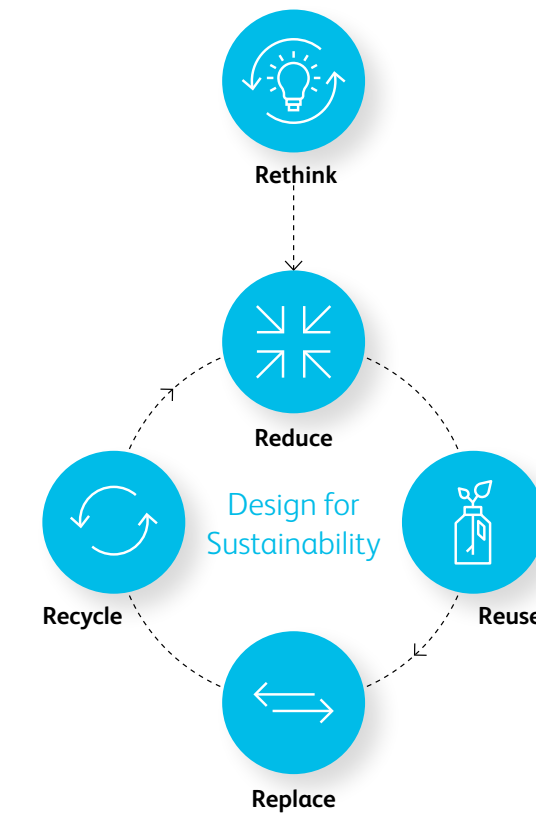 Rethink
Reduce
Design for
Sustainability
Recycle
Reuse
Replace